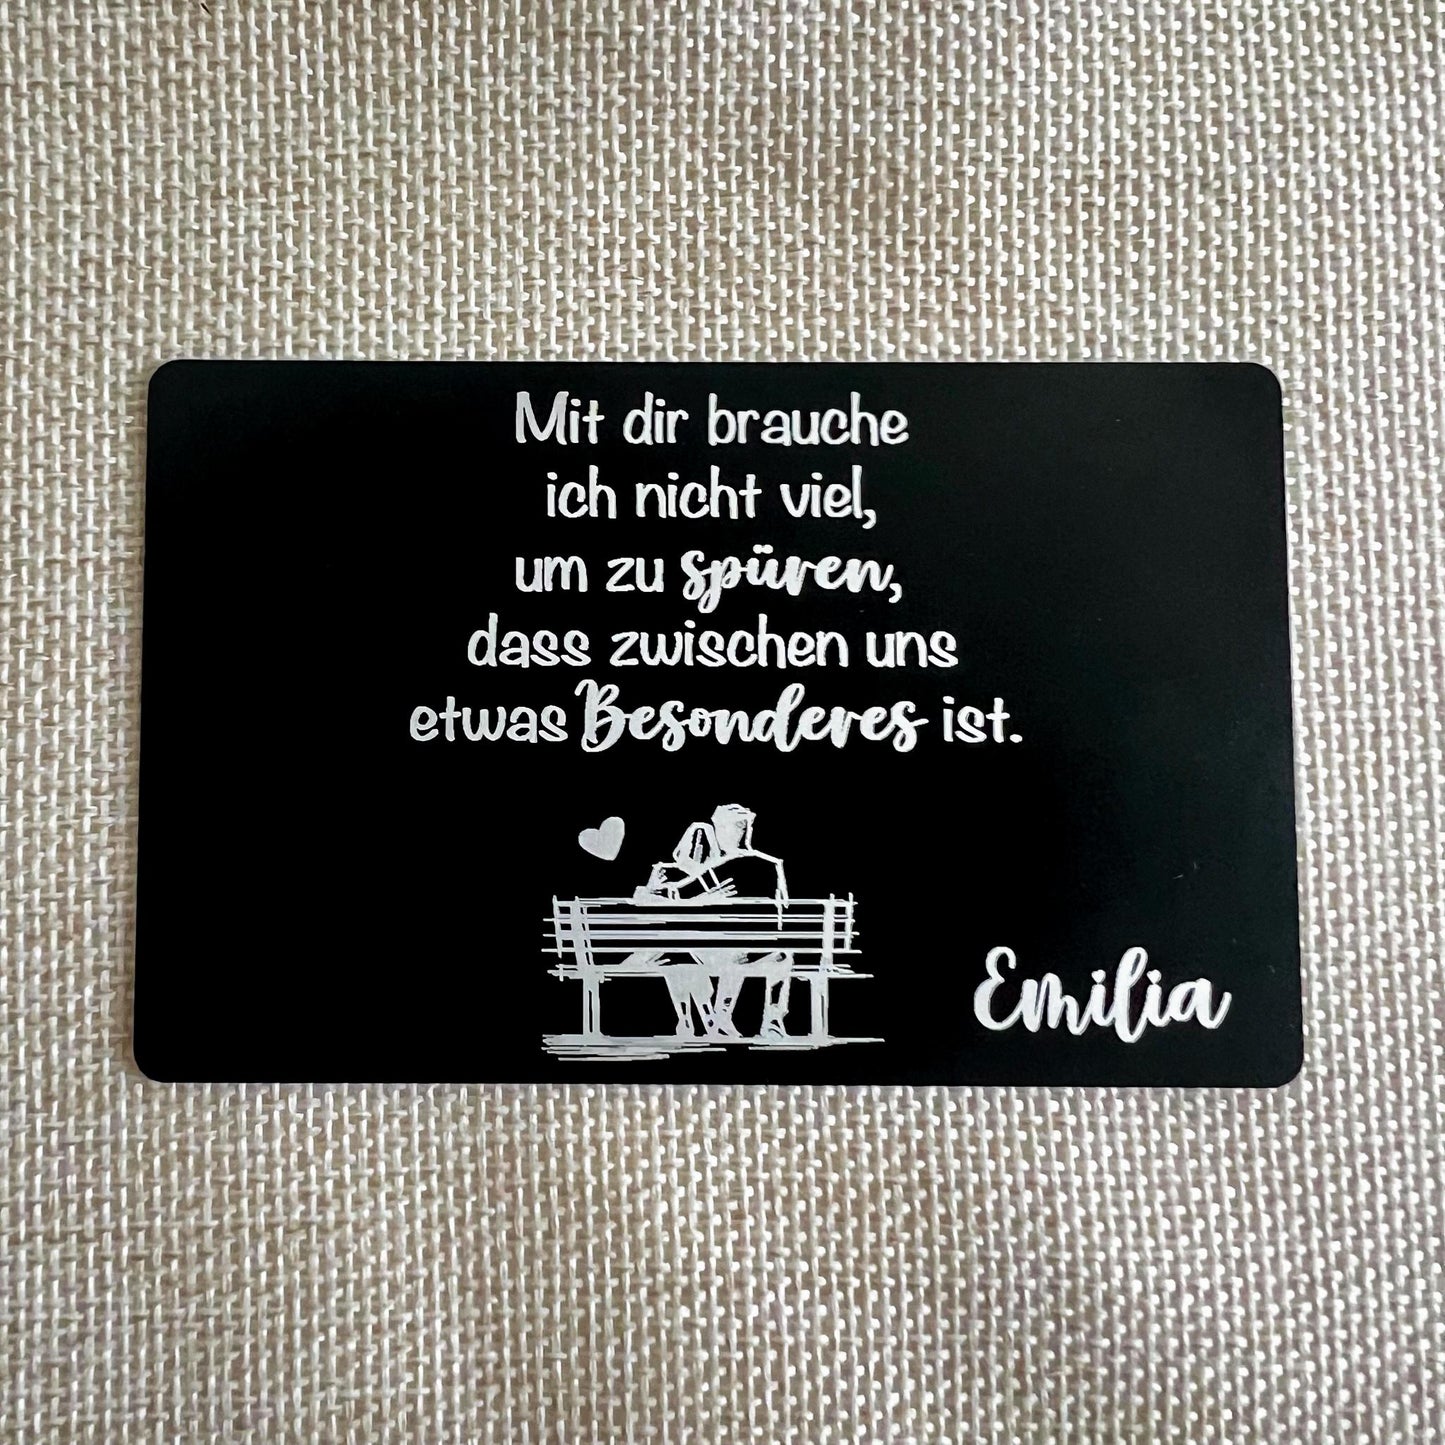 Mit dir brauche
ich nicht viel,
um zu spüren,
dass zwischen uns
etwas Besonderes ist.
Emilia